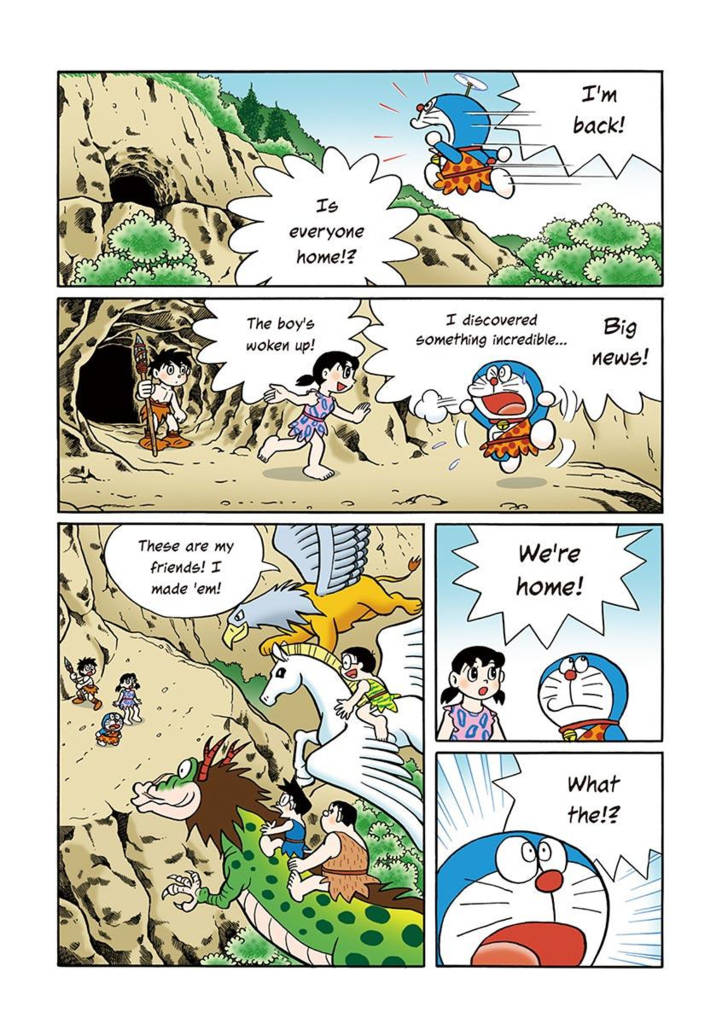 I'm
back!
Is
everyone
home!?
Big
news!
I discovered
something incredible...
The boy's
woken up!
We're
home!
What
the!?
These are my
friends! I
made 'em!